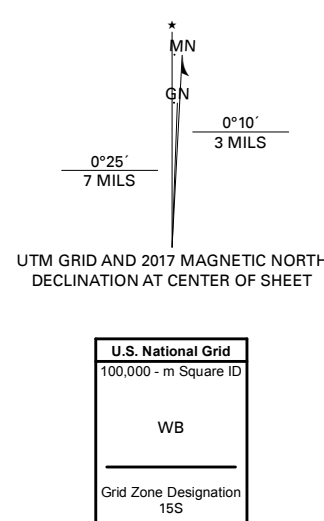 ★
MN
GN
0°10´
3 MILS
0°25´
7 MILS
UTM GRID AND 2017 MAGNETIC NORTH
DECLINATION AT CENTER OF SHEET
U.S. National Grid
100,000 - m Square ID
WB
Grid Zone Designation
15S